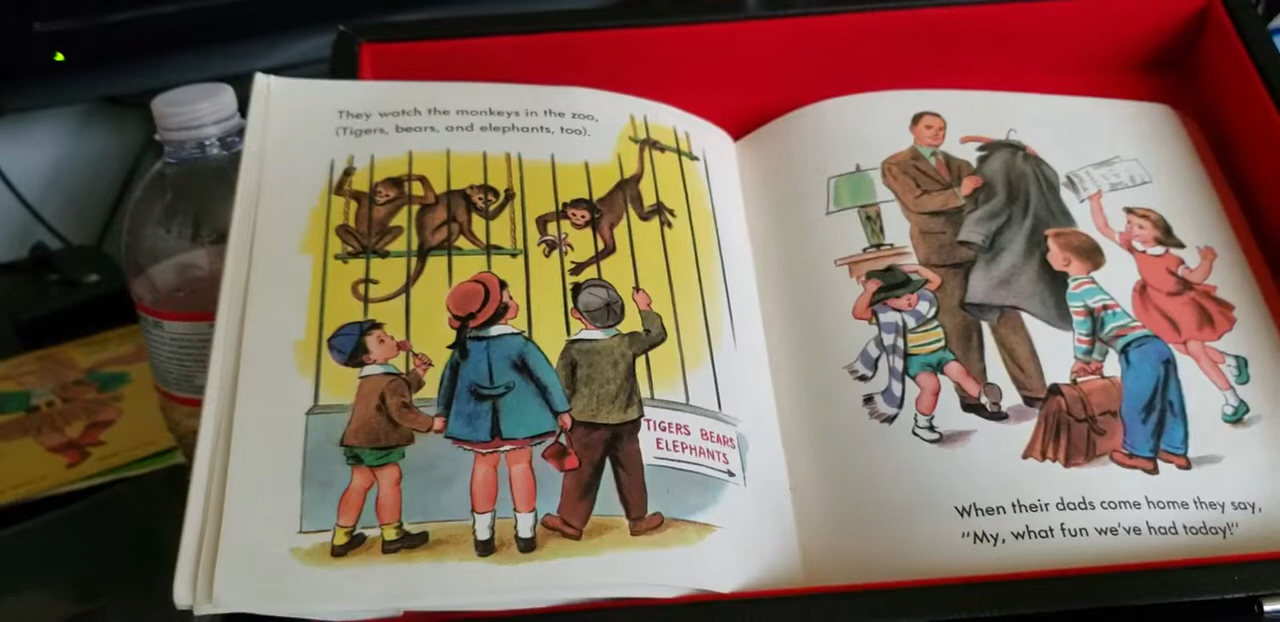 They watch the monkeys in the zoo,
(Tigers, bears, and elephants, too).
TIGERS BEARS
ELEPHANTS
When their dads come home they say,
"My, what fun we've had today!"